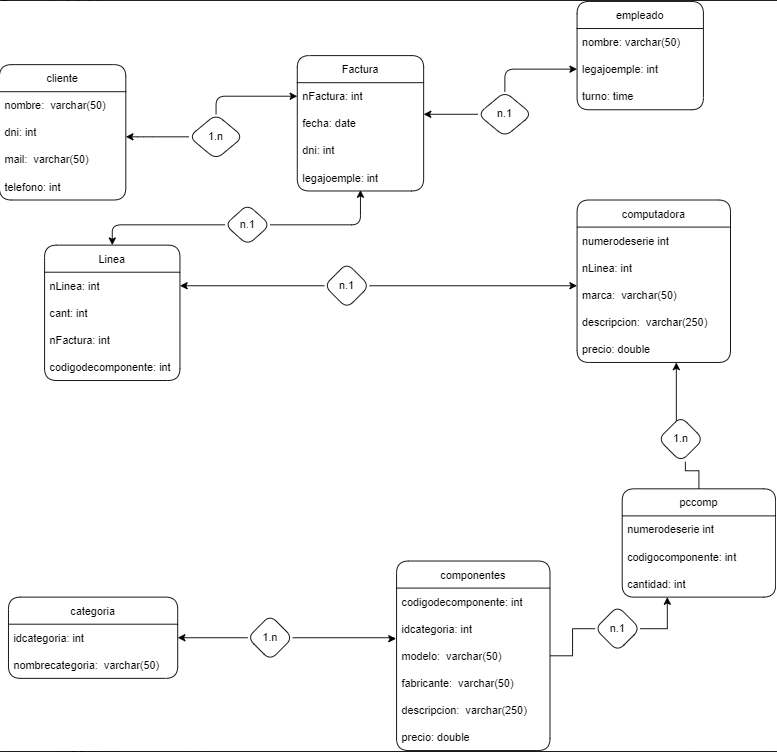 empleado
nombre: varchar(50)
legajoemple: int
turno: time
Factura
nFactura: int
fecha: date
dni: int
legajoemple: int
cliente
nombre: varchar(50)
dni: int
mail: varchar(50)
telefono: int
1.n
n.1
n.1
Linea
nLinea: int
cant: int
nFactura: int
codigodecomponente: int
n.1
computadora
numerodeserie int
nLinea: int
marca: varchar(50)
descripcion: varchar(250)
precio: double
1.n
pccomp
numerodeserie int
codigocomponente: int
cantidad: int
componentes
codigodecomponente: int
idcategoria: int
modelo: varchar(50)
fabricante: varchar(50)
descripcion: varchar(250)
precio: double
n.1
categoria
idcategoria: int
nombrecategoria: varchar(50)
1.n